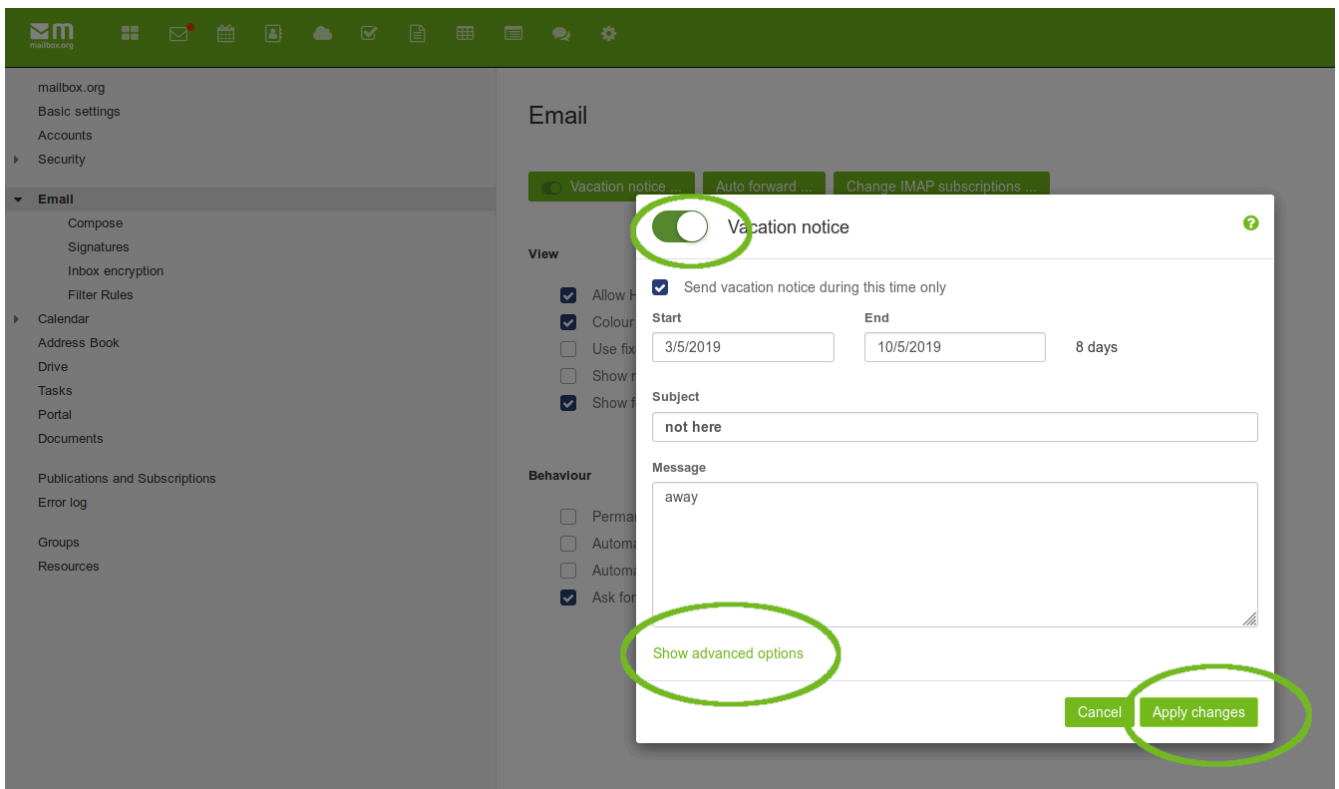 mailbox.org
mailbox.org
Basic settings
Accounts
Security
Email
Compose
Signatures
Inbox encryption
Filter Rules
Calendar
Address Book
Drive
Tasks
Portal
Documents
Publications and Subscriptions
Error log
Groups
Resources
Email
Vacation notice ...
Auto forward ...
Change IMAP subscriptions ...
View
Allow H
Colour
Use fix
Show r
Show f
Behaviour
Perma
Automa
Automa
Ask for
Vacation notice
Send vacation notice during this time only
Start
End
3/5/2019
10/5/2019
8 days
Subject
not here
Message
away
Show advanced options
Cancel
Apply changes